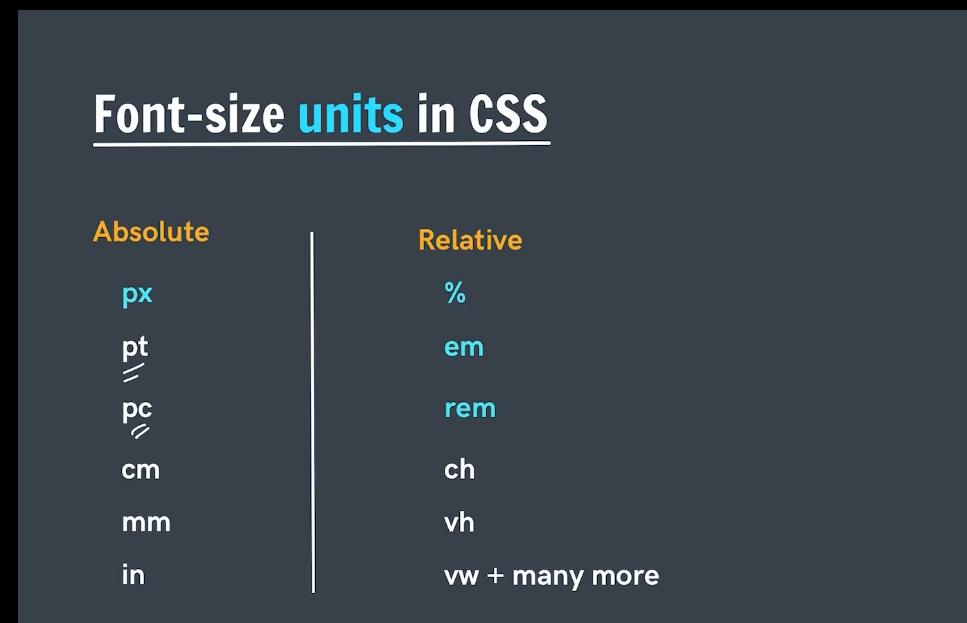 Font-size units in CSS
Absolute
px
pt
pc
cm
mm
in
Relative
%
em
rem
ch
vh
vw + many more